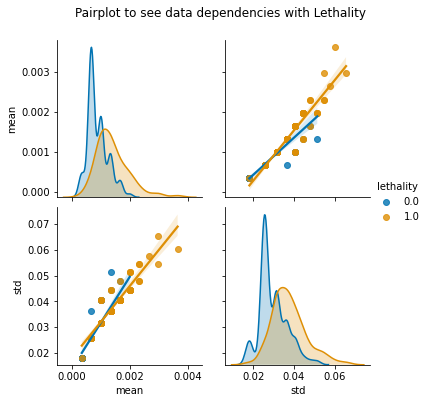 Pairplot to see data dependencies with Lethality
0.003
0.002
0.001
0.000
mean
lethality
0.0
1.0
0.07
0.06
0.05
0.04
0.03
0.02
std
0.000 0.002 0.004
mean
0.02 0.04 0.06
std